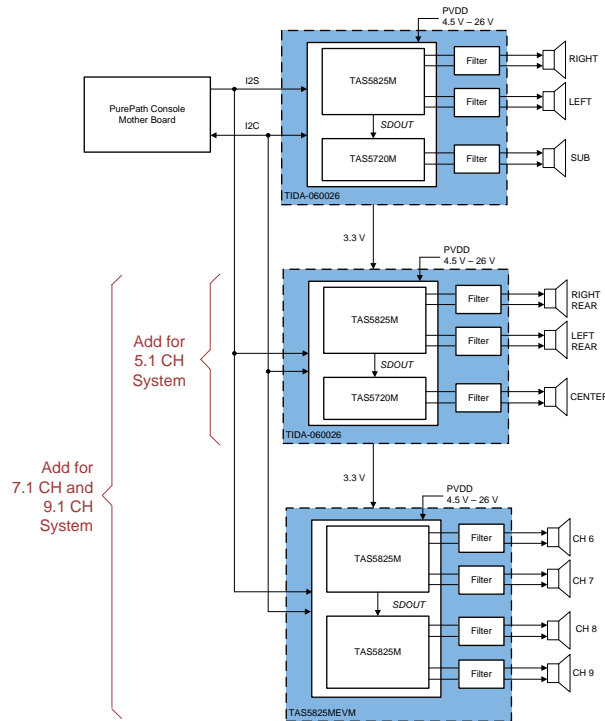 PVDD
4.5 V – 26 V
I2S
PurePath Console
Mother Board
I2C
TAS5825M
SDOUT
TAS5720M
Filter
RIGHT
Filter
LEFT
Filter
SUB
TIDA-060026
3.3 V
PVDD
4.5 V – 26 V
Add for
5.1 CH
System
TAS5825M
SDOUT
TAS5720M
Filter
RIGHT
REAR
Filter
LEFT
REAR
Filter
CENTER
TIDA-060026
3.3 V
Add for
7.1 CH and
9.1 CH
System
PVDD
4.5 V – 26 V
TAS5825M
SDOUT
TAS5825M
Filter
CH 6
Filter
CH 7
Filter
CH 8
Filter
CH 9
TAS5825MEVM